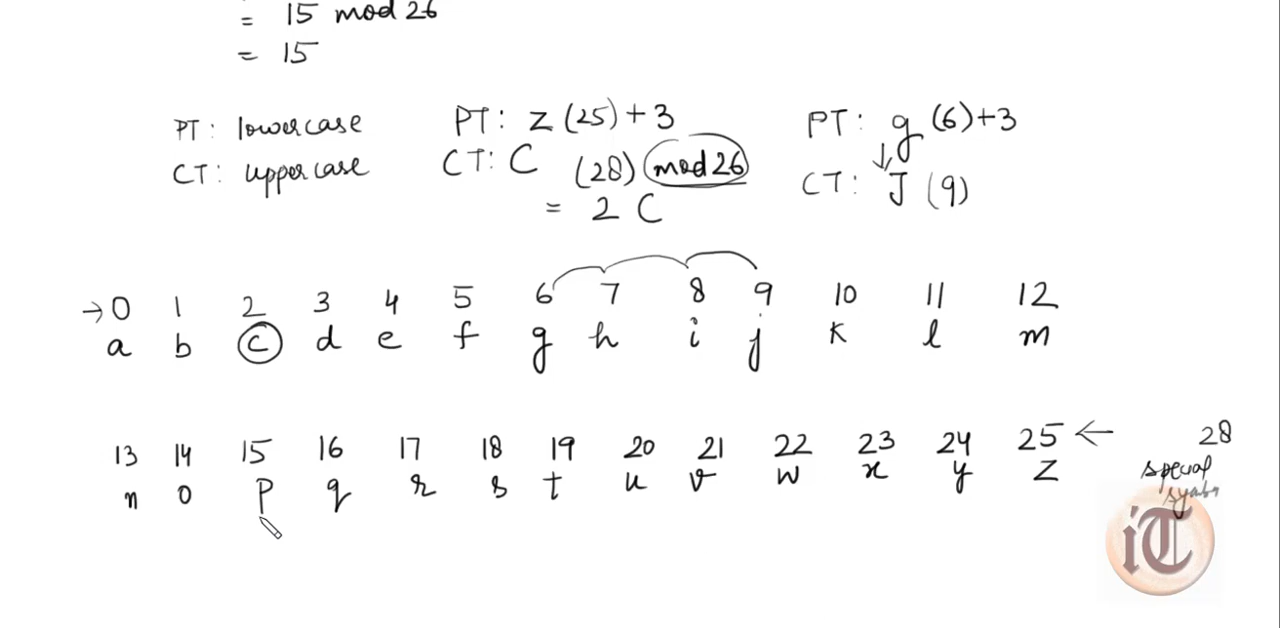 = 15 mod 26
= 15
PT: lowercase
CT: uppercase
PT: z (25) + 3
CT: C (28) mod 26
= 2 C
PT: g (6) + 3
CT: J (9)
→ 0 1 2 3 4 5 6 7 8 9 10 11 12
a b c d e f g h i j k l m
13 14 15 16 17 18 19 20 21 22 23 24 25 ← 28
n o p q r s t u v w x y z special
iT